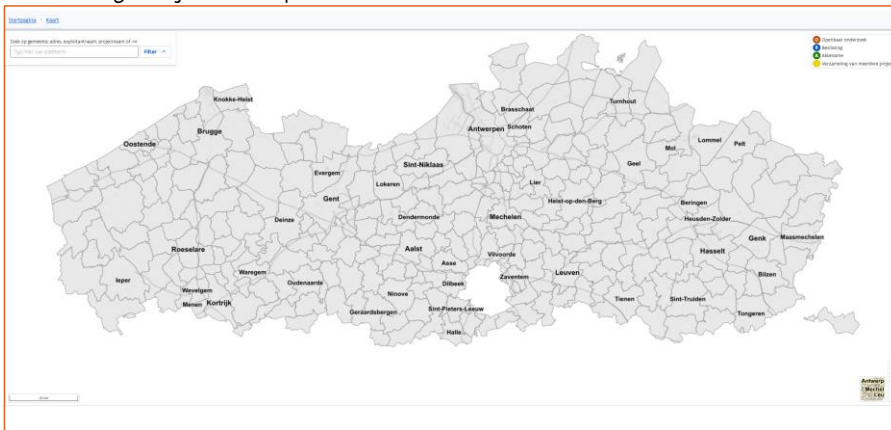 Startpagina
Kaart
Zoek op gemeente, adres, exploitantnaam, projectnaam of nr.
Typ hier uw zoekterm
Filter
Openbaar onderzoek
Beslissing
Aktename
Verzameling van meerdere proje
Knokke-Heist
Turnhout
Brasschaat
Brugge
Antwerpen
Schoten
Oostende
Lommel
Pelt
Mol
Sint-Niklaas
Geel
Evergem
Lokeren
Lier
Gent
Heist-op-den-Berg
Beringen
Deinze
Dendermonde
Mechelen
Heusden-Zolder
Genk
Maasmechelen
Roeselare
Aalst
Hasselt
Vilvoorde
Asse
Waregem
Leuven
Bilzen
Ieper
Oudenaarde
Dilbeek
Zaventem
Wevelgem
Ninove
Menen
Kortrijk
Tienen
Sint-Truiden
Geraardsbergen
Sint-Pieters-Leeuw
Tongeren
Halle
Antwerp
Mechel
Leu